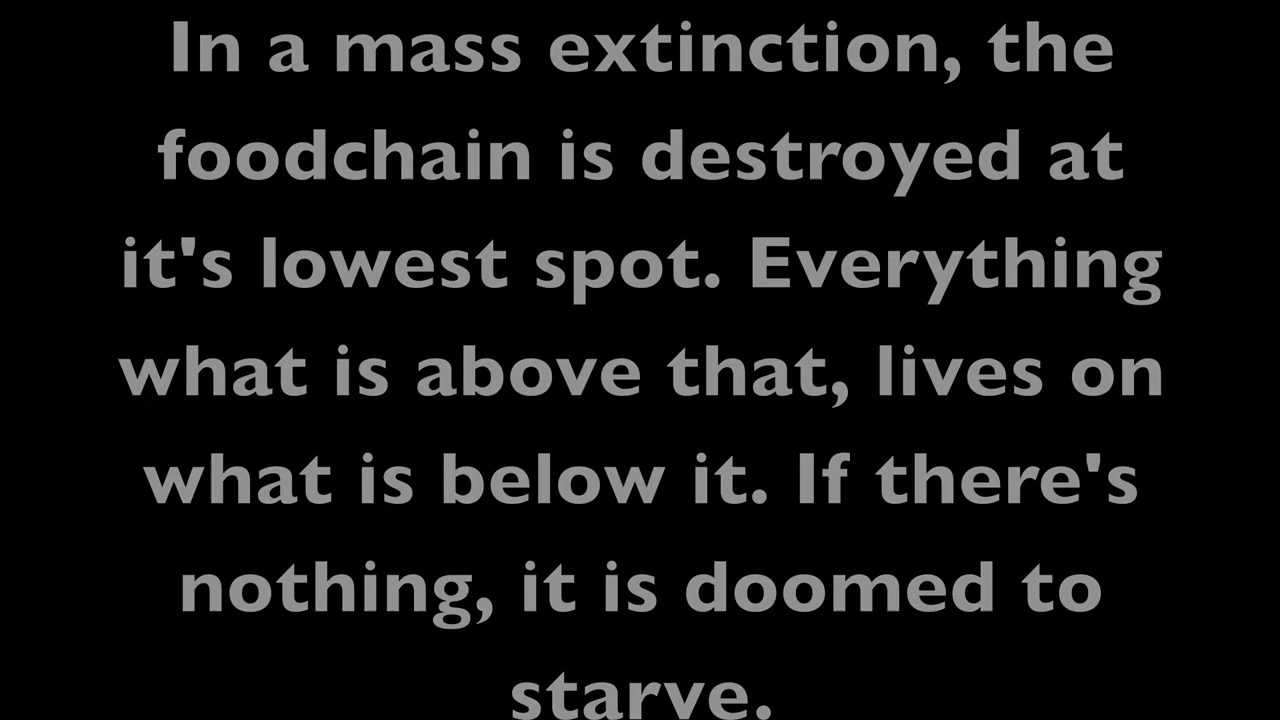 In a mass extinction, the
foodchain is destroyed at
it's lowest spot. Everything
what is above that, lives on
what is below it. If there's
nothing, it is doomed to
starve.